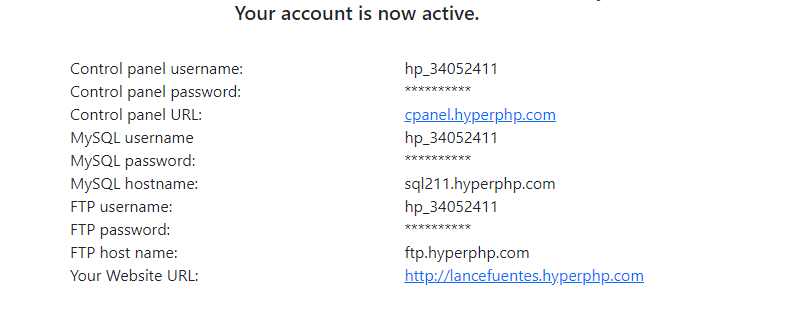 Your account is now active.
Control panel username: hp_34052411
Control panel password: **********
Control panel URL: cpanel.hyperphp.com
MySQL username hp_34052411
MySQL password: **********
MySQL hostname: sql211.hyperphp.com
FTP username: hp_34052411
FTP password: **********
FTP host name: ftp.hyperphp.com
Your Website URL: http://lancefuentes.hyperphp.com